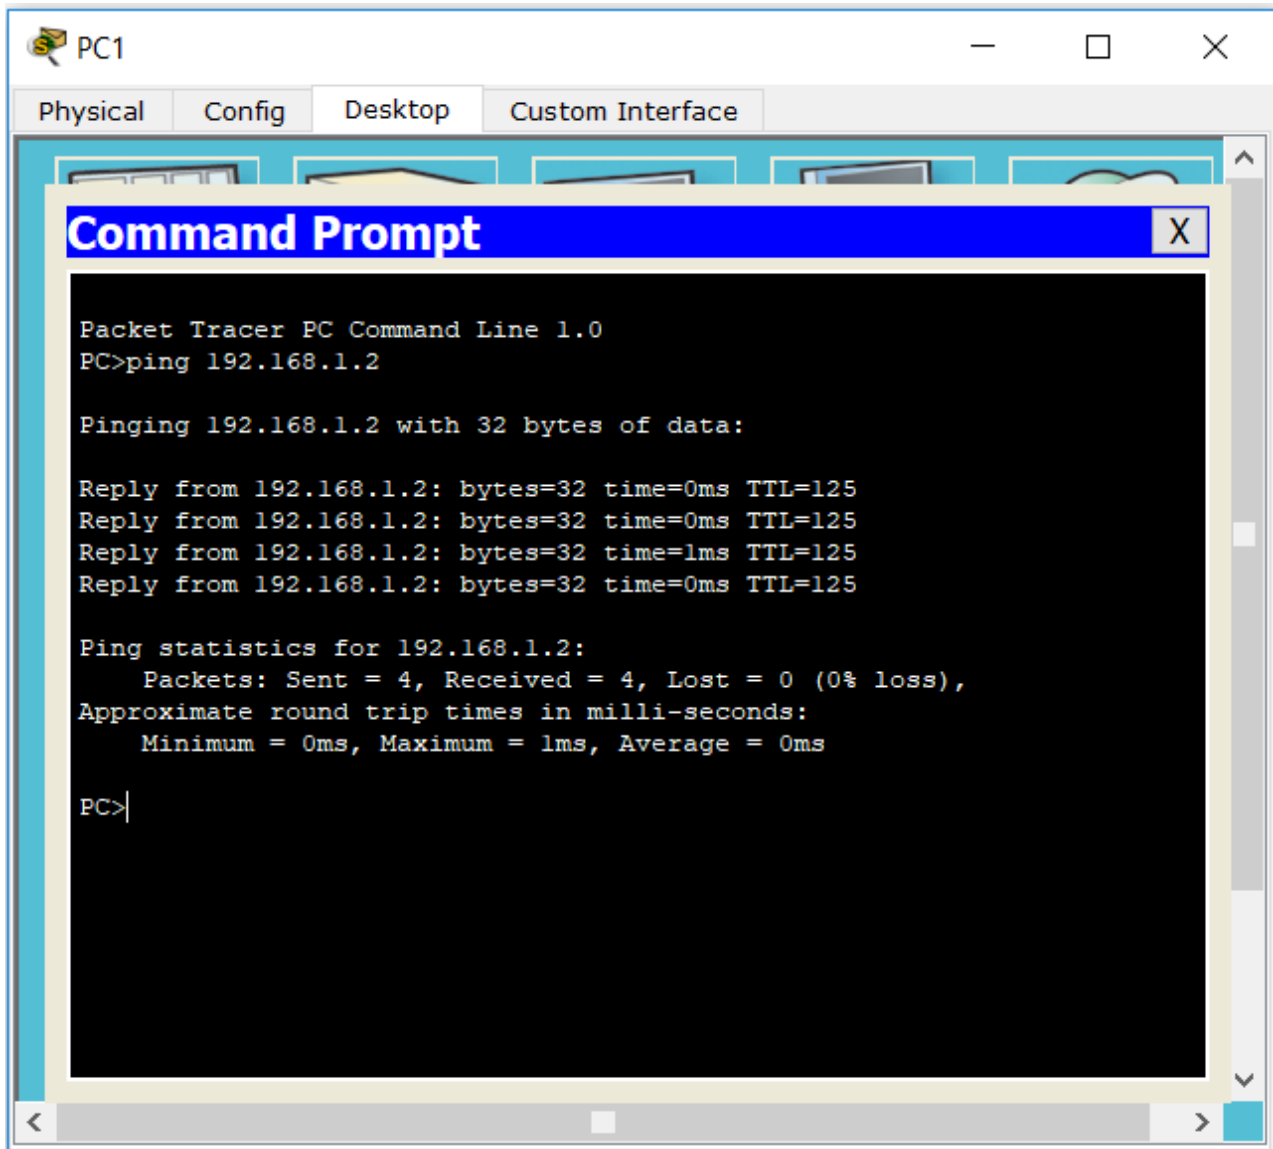 PC1
Physical Config Desktop Custom Interface
Command Prompt X
Packet Tracer PC Command Line 1.0
PC>ping 192.168.1.2
Pinging 192.168.1.2 with 32 bytes of data:
Reply from 192.168.1.2: bytes=32 time=0ms TTL=125
Reply from 192.168.1.2: bytes=32 time=0ms TTL=125
Reply from 192.168.1.2: bytes=32 time=1ms TTL=125
Reply from 192.168.1.2: bytes=32 time=0ms TTL=125
Ping statistics for 192.168.1.2:
Packets: Sent = 4, Received = 4, Lost = 0 (0% loss),
Approximate round trip times in milli-seconds:
Minimum = 0ms, Maximum = 1ms, Average = 0ms
PC>